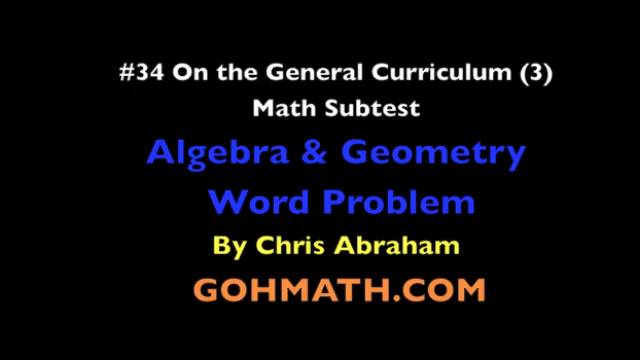 #34 On the General Curriculum (3)
Math Subtest
Algebra & Geometry
Word Problem
By Chris Abraham
GOHMATH.COM